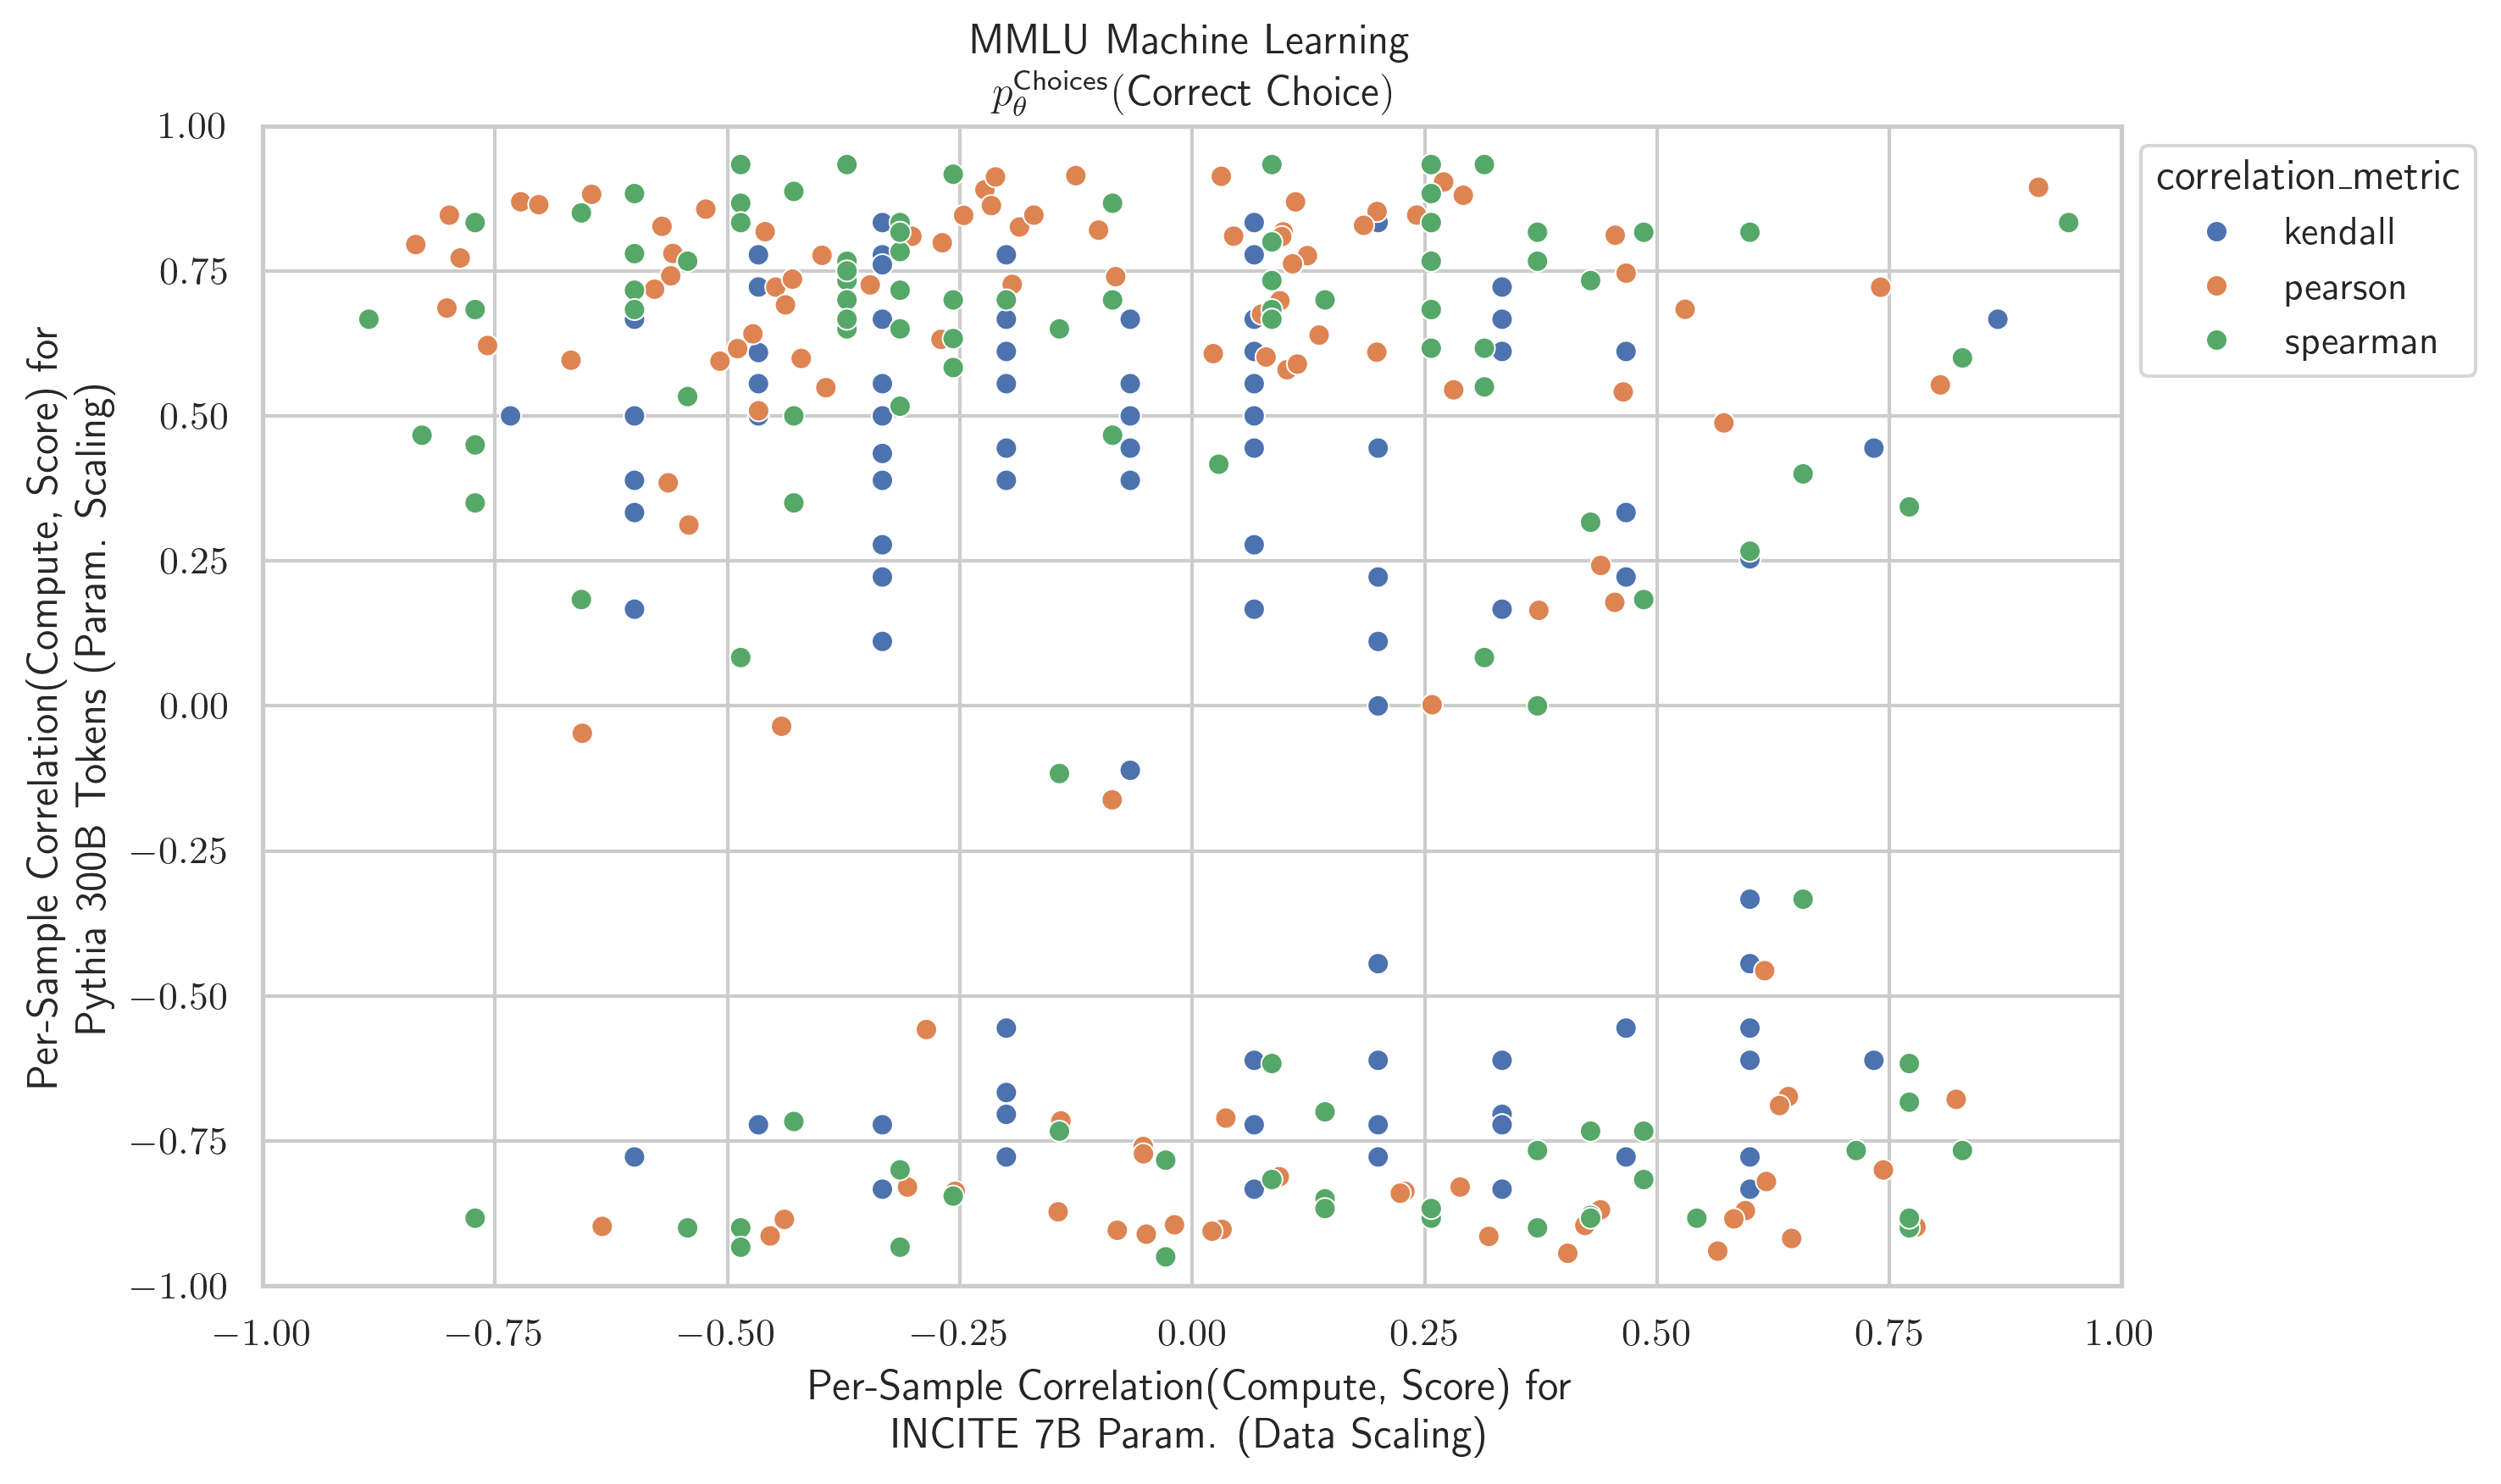 MMLU Machine Learning
p_θ^Choices(Correct Choice)
1.00
0.75
0.50
0.25
0.00
−0.25
−0.50
−0.75
−1.00
Per-Sample Correlation(Compute, Score) for
Pythia 300B Tokens (Param. Scaling)
correlation_metric
kendall
pearson
spearman
−1.00 −0.75 −0.50 −0.25 0.00 0.25 0.50 0.75 1.00
Per-Sample Correlation(Compute, Score) for
INCITE 7B Param. (Data Scaling)